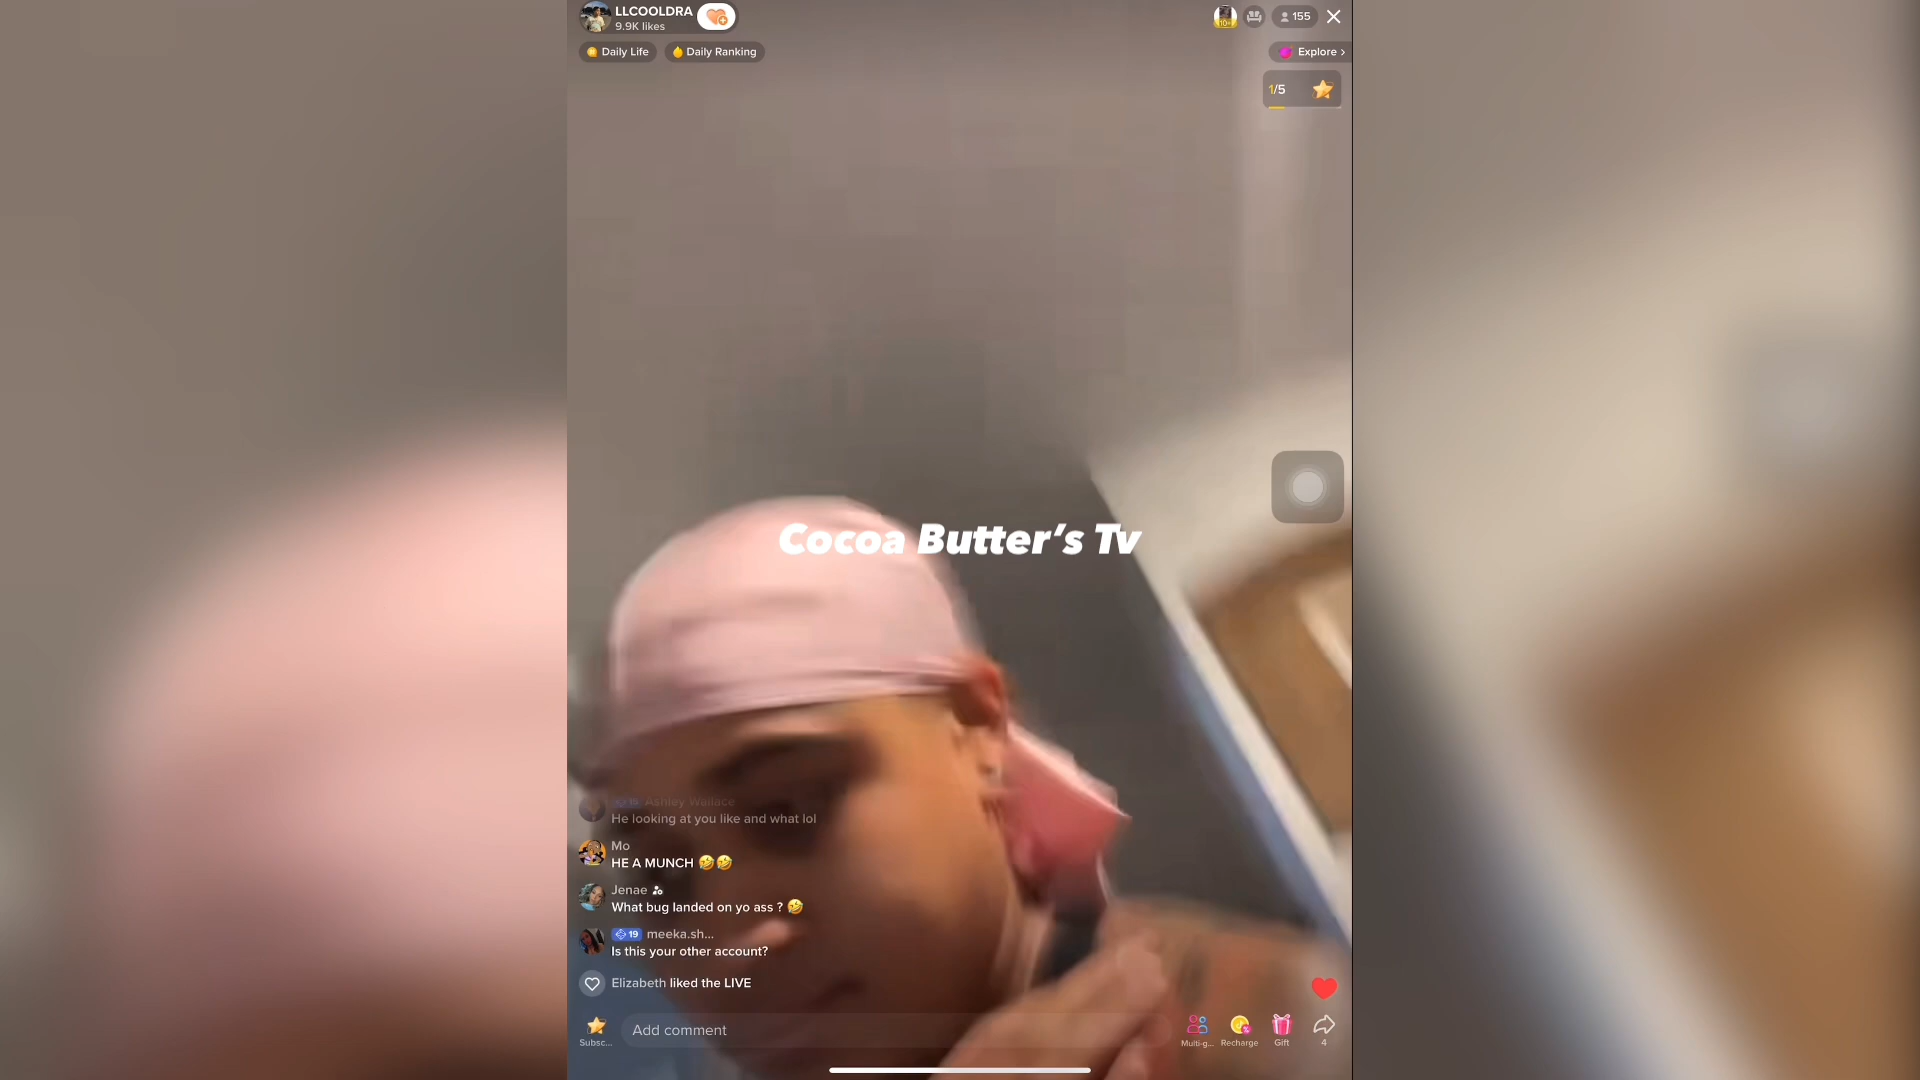 LLCOOLDRA
9.9K likes
155
Daily Life
Daily Ranking
Explore >
1/5
Cocoa Butter's Tv
Ashley Wallace
He looking at you like and what lol
Mo
HE A MUNCH 🤣🤣
Jenae
What bug landed on yo ass ? 🤣
19 meeka.sh...
Is this your other account?
Elizabeth liked the LIVE
Add comment
Subsc...
Multi-g...
Recharge
Gift
4